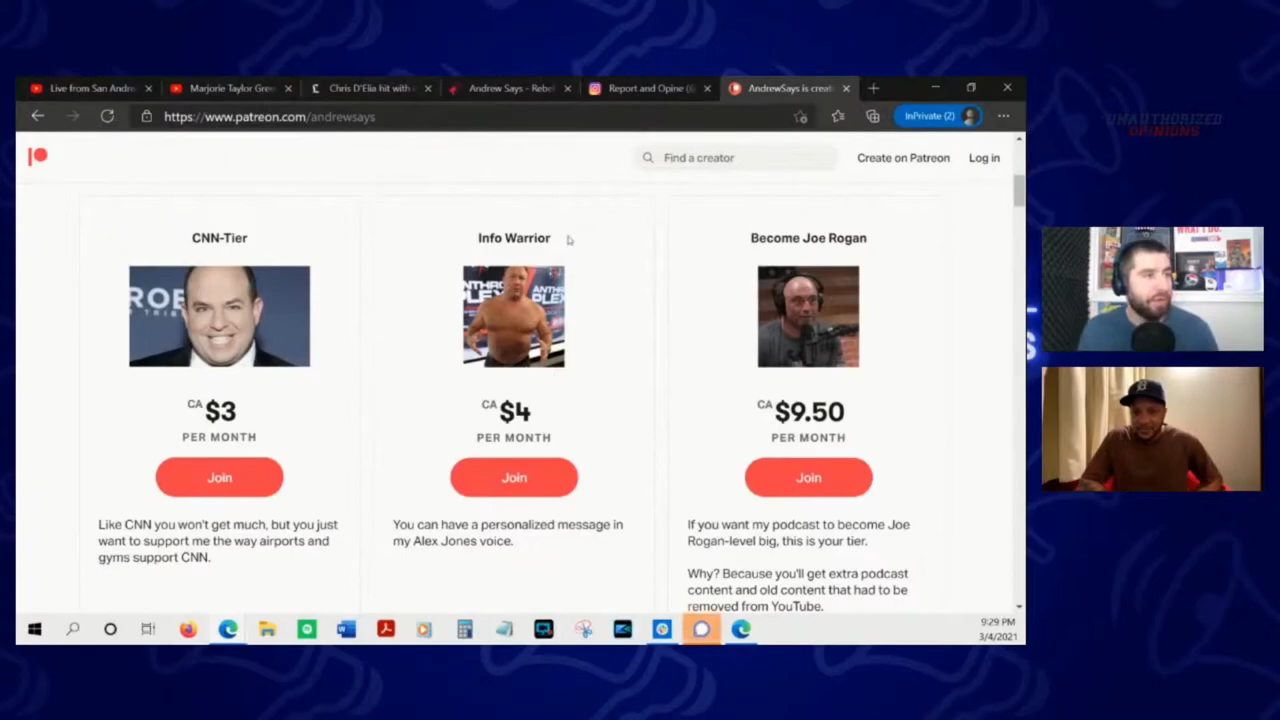 Live from San Andre
Marjorie Taylor Gree
Chris D'Elia hit with
Andrew Says - Rebel
Report and Opine (
AndrewSays is creat
https://www.patreon.com/andrewsays
InPrivate (2)
UNAUTHORIZED
OPINIONS
Find a creator
Create on Patreon
Log in
CNN-Tier
Info Warrior
Become Joe Rogan
CA $3
PER MONTH
CA $4
PER MONTH
CA $9.50
PER MONTH
Join
Join
Join
Like CNN you won't get much, but you just
want to support me the way airports and
gyms support CNN.
You can have a personalized message in
my Alex Jones voice.
If you want my podcast to become Joe
Rogan-level big, this is your tier.
Why? Because you'll get extra podcast
content and old content that had to be
removed from YouTube.
WHAT I DO.
9:29 PM
3/4/2021